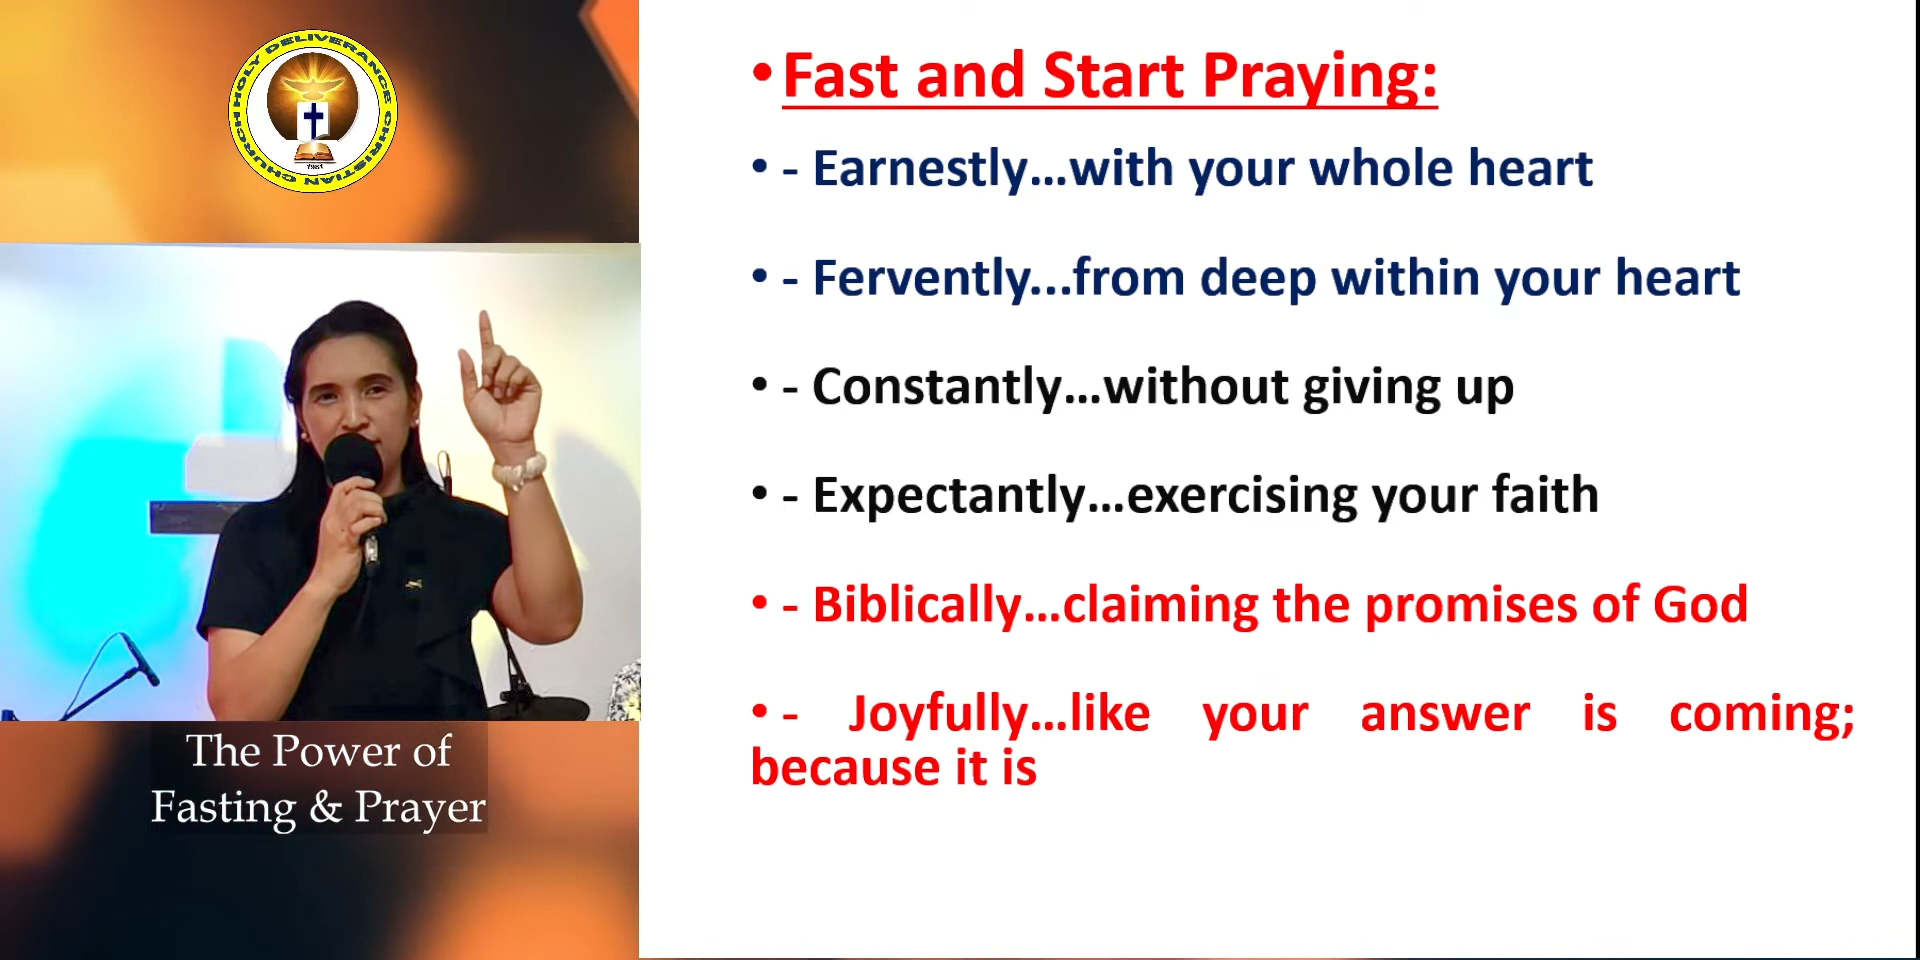 HOLY DELIVERANCE CHRISTIAN CHURCH
The Power of
Fasting & Prayer
• Fast and Start Praying:
• - Earnestly...with your whole heart
• - Fervently...from deep within your heart
• - Constantly...without giving up
• - Expectantly...exercising your faith
• - Biblically...claiming the promises of God
• - Joyfully...like your answer is coming;
because it is